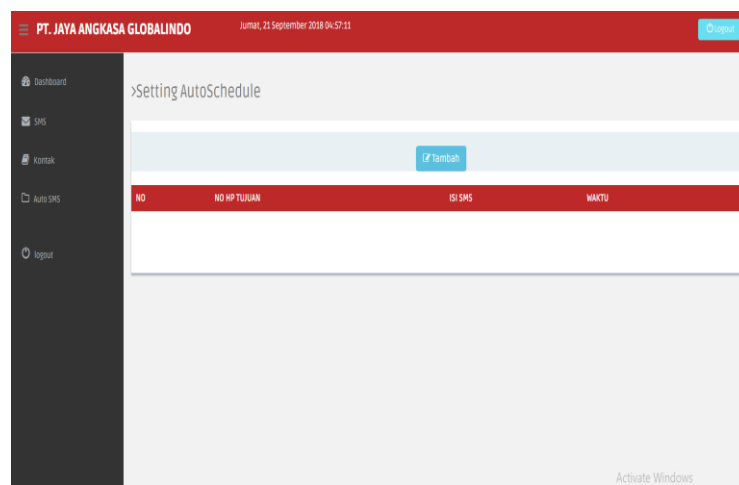 PT. JAYA ANGKASA GLOBALINDO
Jumat, 21 September 2018 04:57:11
Logout
Dashboard
SMS
Kontak
Auto SMS
logout
>Setting AutoSchedule
Tambah
NO NO HP TUJUAN ISI SMS WAKTU
Activate Windows